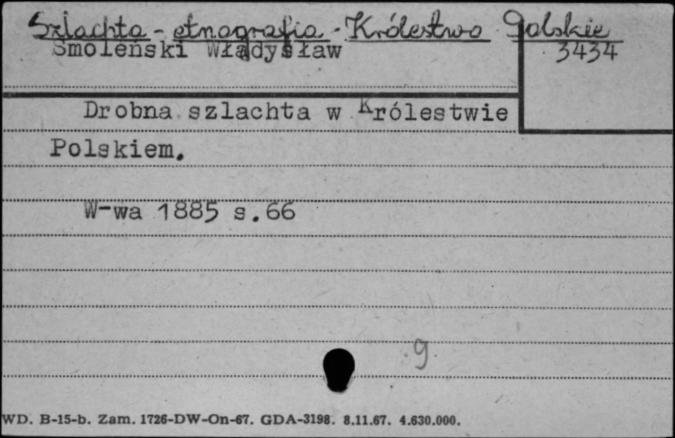 Szlachta - etnografia - Królestwo Polskie
Smoleński Władysław 3434
Drobna szlachta w Królestwie
Polskiem.
W-wa 1885 s.66
9
WD. B-15-b. Zam. 1726-DW-On-67. GDA-3198. 8.11.67. 4.630.000.